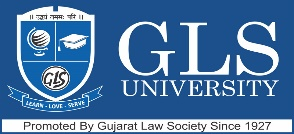 GLS
UNIVERSITY
GLS
LEARN - LOVE - SERVE
Promoted By Gujarat Law Society Since 1927